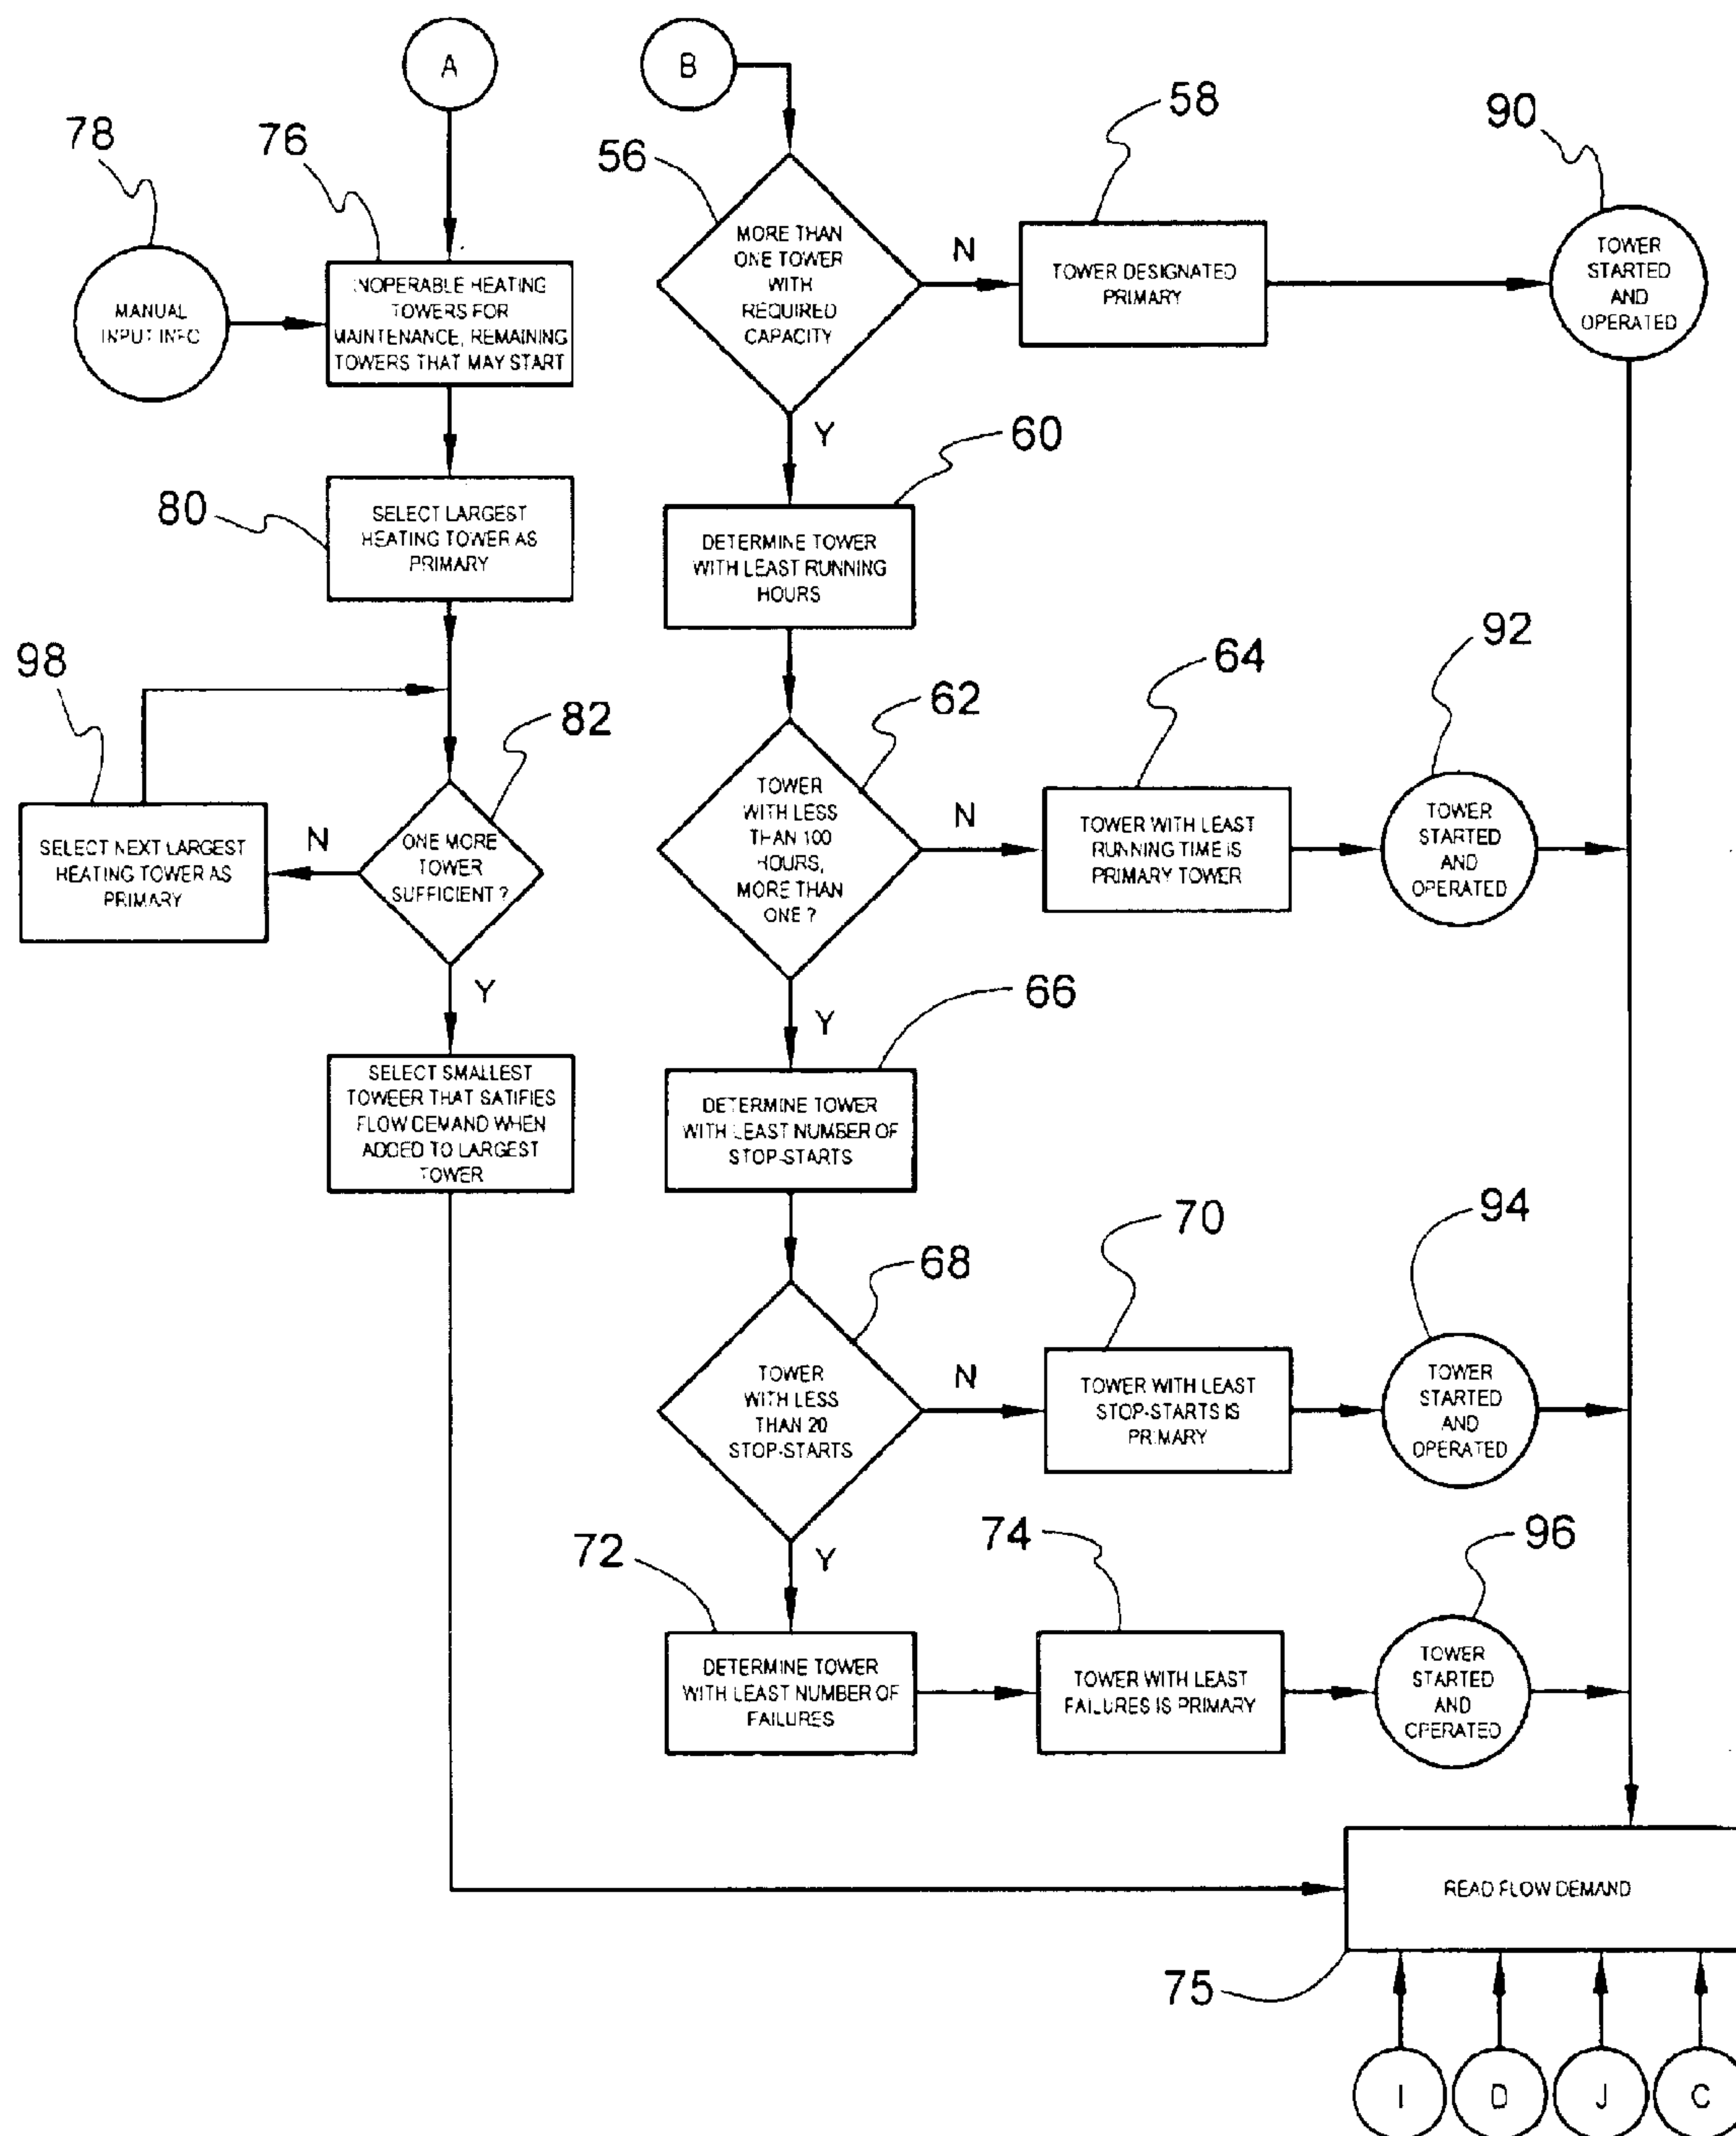 A
78
76
MANUAL
INPUT INFO
INOPERABLE HEATING
TOWERS FOR
MAINTENANCE, REMAINING
TOWERS THAT MAY START
80
SELECT LARGEST
HEATING TOWER AS
PRIMARY
98
82
SELECT NEXT LARGEST
HEATING TOWER AS
PRIMARY
N
ONE MORE
TOWER
SUFFICIENT ?
Y
SELECT SMALLEST
TOWEER THAT SATIFIES
FLOW DEMAND WHEN
ADDED TO LARGEST
TOWER
B
56
MORE THAN
ONE TOWER
WITH
REQUIRED
CAPACITY
N
58
TOWER DESIGNATED
PRIMARY
90
TOWER
STARTED
AND
OPERATED
Y
60
DETERMINE TOWER
WITH LEAST RUNNING
HOURS
62
TOWER
WITH LESS
THAN 100
HOURS,
MORE THAN
ONE ?
N
64
TOWER WITH LEAST
RUNNING TIME IS
PRIMARY TOWER
92
TOWER
STARTED
AND
OPERATED
Y
66
DETERMINE TOWER
WITH LEAST NUMBER OF
STOP-STARTS
68
TOWER
WITH LESS
THAN 20
STOP-STARTS
N
70
TOWER WITH LEAST
STOP-STARTS IS
PRIMARY
94
TOWER
STARTED
AND
OPERATED
Y
72
DETERMINE TOWER
WITH LEAST NUMBER OF
FAILURES
74
TOWER WITH LEAST
FAILURES IS PRIMARY
96
TOWER
STARTED
AND
OPERATED
READ FLOW DEMAND
75
I
D
J
C